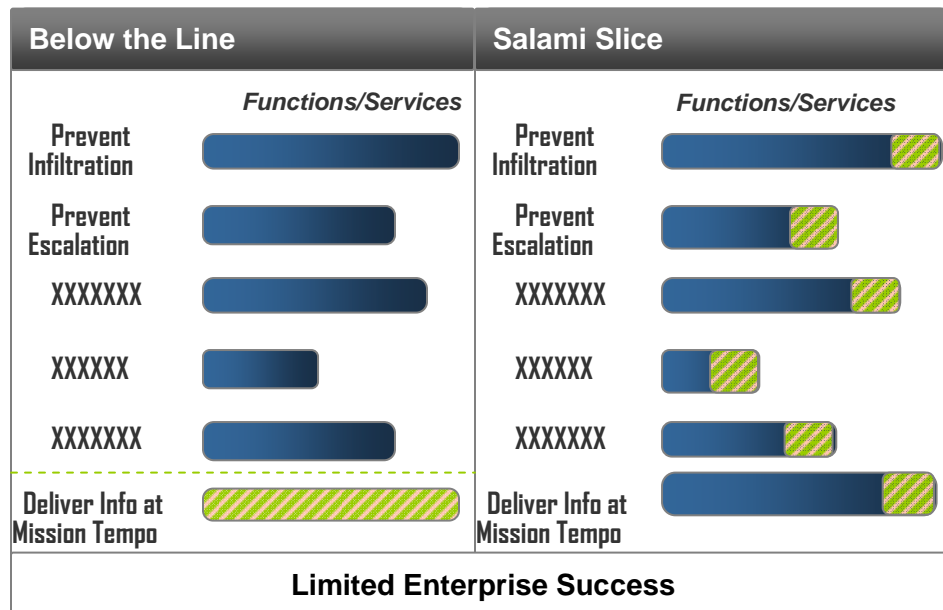 Below the Line
Salami Slice
Functions/Services
Prevent
Infiltration
Prevent
Escalation
XXXXXXX
XXXXXX
XXXXXXX
Deliver Info at
Mission Tempo
Functions/Services
Prevent
Infiltration
Prevent
Escalation
XXXXXXX
XXXXXX
XXXXXXX
Deliver Info at
Mission Tempo
Limited Enterprise Success